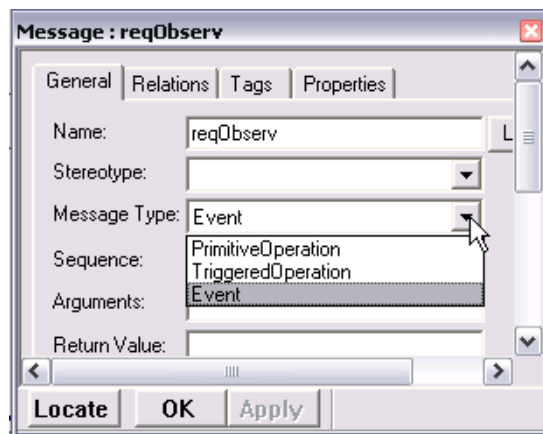 Message : reqObserv
General Relations Tags Properties
Name: reqObserv L
Stereotype:
Message Type: Event
PrimitiveOperation
Sequence: TriggeredOperation
Event
Arguments:
Return Value:
Locate OK Apply